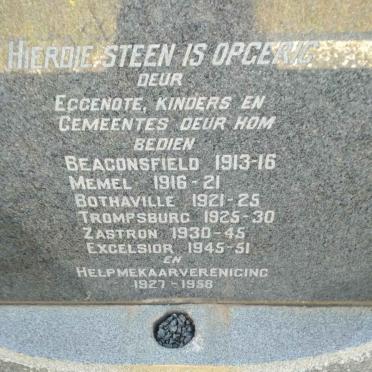 HIERDIE STEEN IS OPGERIG
DEUR
EGGENOTE, KINDERS EN
GEMEENTES DEUR HOM
BEDIEN
BEACONSFIELD 1913-16
MEMEL 1916-21
BOTHAVILLE 1921-25
TROMPSBURG 1925-30
ZASTRON 1930-45
EXCELSIOR 1945-51
EN
HELPMEKAARVERENIGING
1927-1958